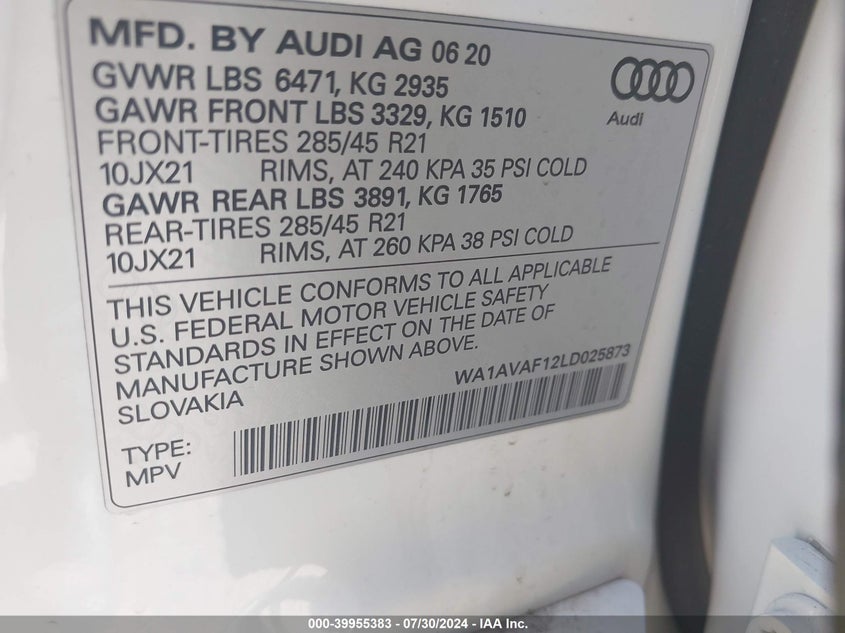 MFD. BY AUDI AG 06 20
GVWR LBS 6471, KG 2935
GAWR FRONT LBS 3329, KG 1510
FRONT-TIRES 285/45 R21
10JX21 RIMS, AT 240 KPA 35 PSI COLD
GAWR REAR LBS 3891, KG 1765
REAR-TIRES 285/45 R21
10JX21 RIMS, AT 260 KPA 38 PSI COLD
Audi
THIS VEHICLE CONFORMS TO ALL APPLICABLE
U.S. FEDERAL MOTOR VEHICLE SAFETY
STANDARDS IN EFFECT ON THE DATE OF
MANUFACTURE SHOWN ABOVE.
SLOVAKIA
WA1AVAF12LD025873
TYPE:
MPV
000-39955383 - 07/30/2024 - IAA Inc.